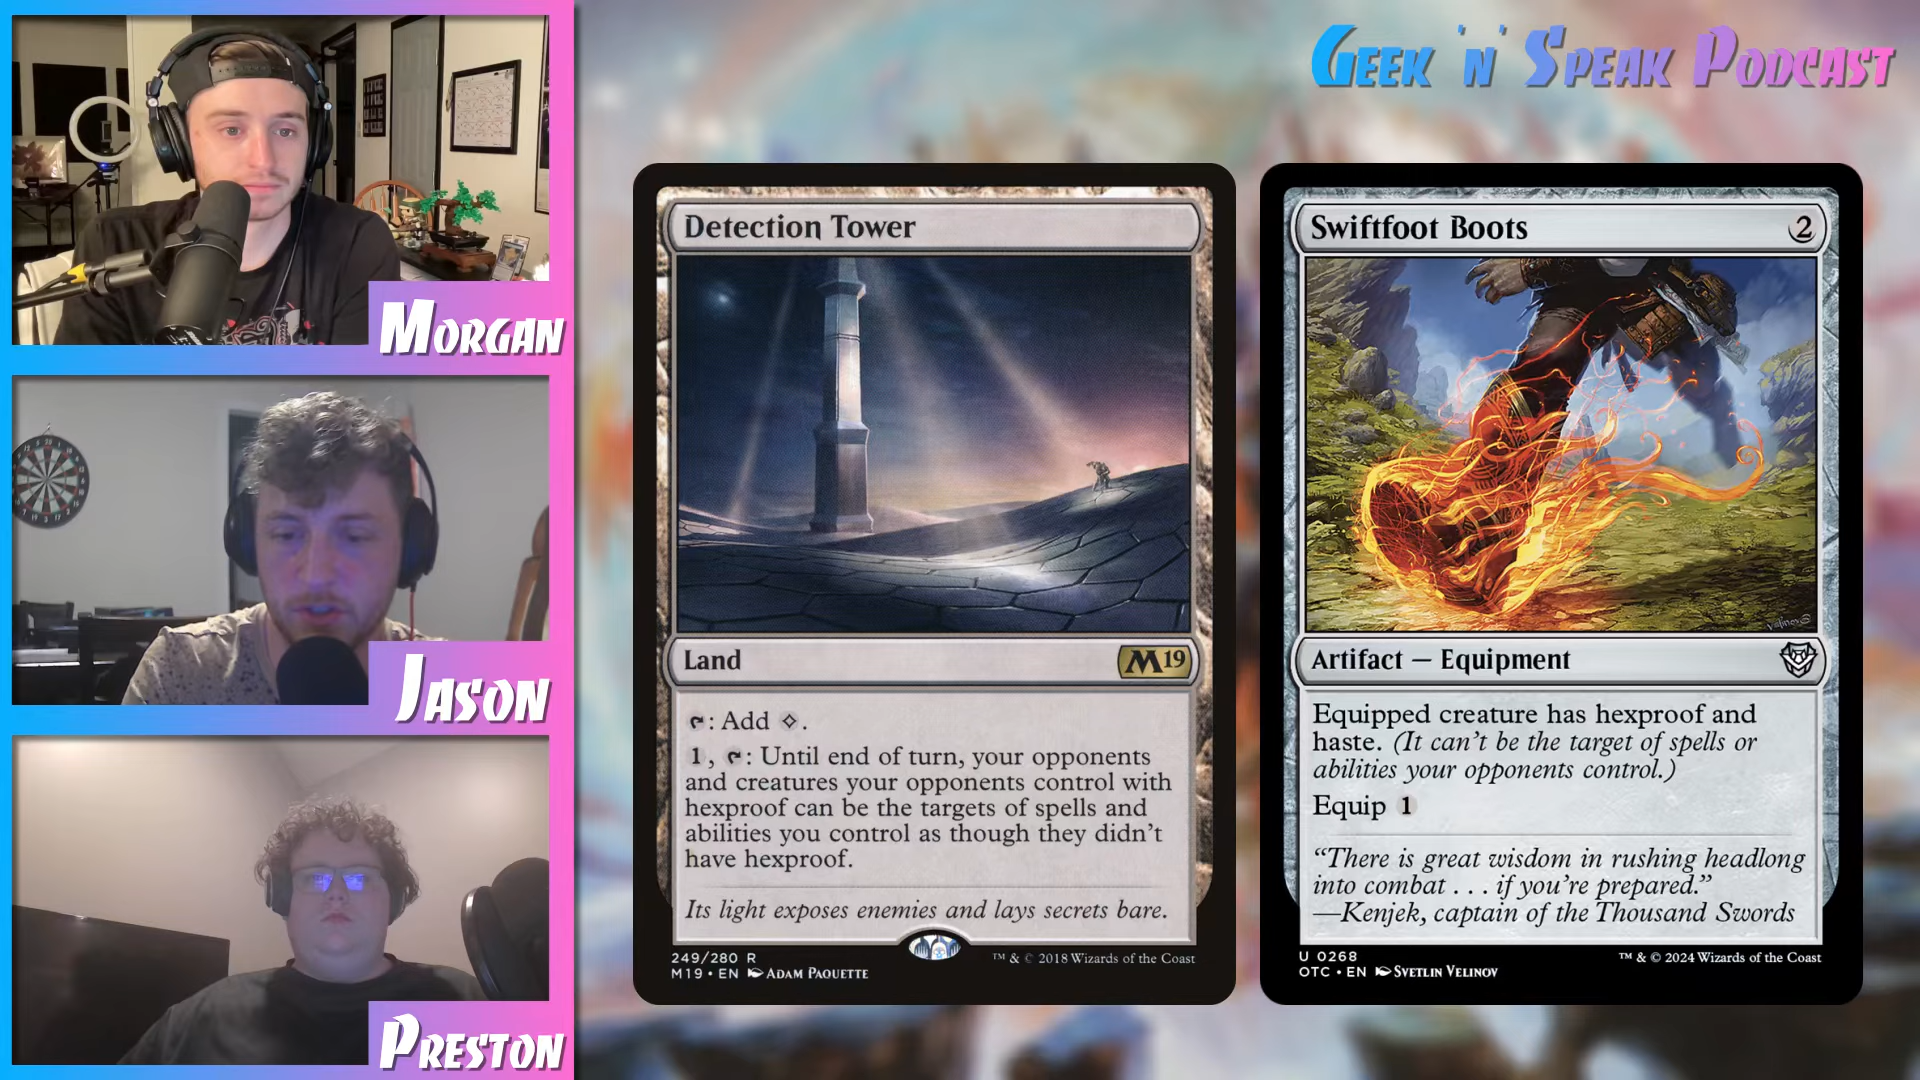 GEEK 'N' SPEAK PODCAST
MORGAN
JASON
PRESTON
Detection Tower
Land
M19
: Add .
1, : Until end of turn, your opponents
and creatures your opponents control with
hexproof can be the targets of spells and
abilities you control as though they didn't
have hexproof.
Its light exposes enemies and lays secrets bare.
249/280 R
M19 • EN ADAM PAQUETTE
™ & © 2018 Wizards of the Coast
Swiftfoot Boots
2
Artifact — Equipment
Equipped creature has hexproof and
haste. (It can't be the target of spells or
abilities your opponents control.)
Equip 1
“There is great wisdom in rushing headlong
into combat . . . if you're prepared.”
—Kenjek, captain of the Thousand Swords
U 0268
OTC • EN SVETLIN VELINOV
™ & © 2024 Wizards of the Coast